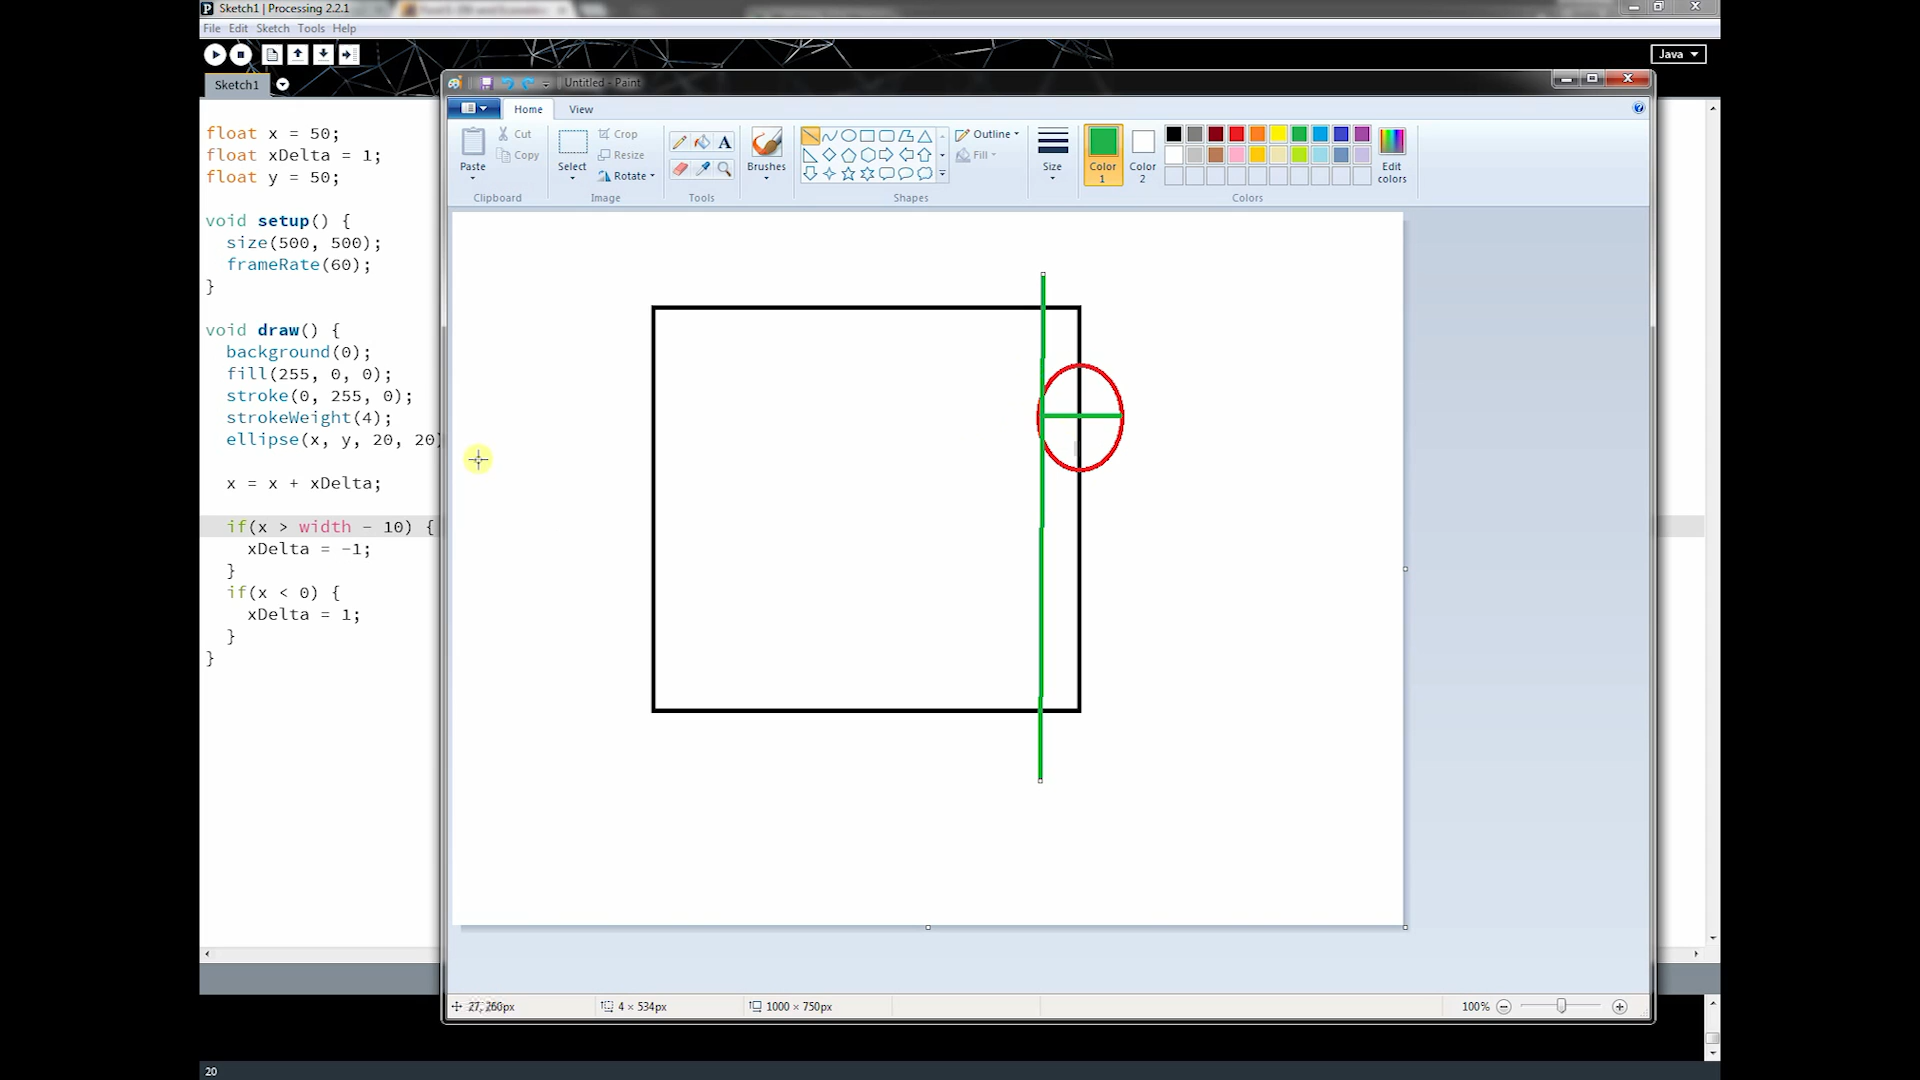 Sketch1 | Processing 2.2.1
File Edit Sketch Tools Help
Java
Sketch1
float x = 50;
float xDelta = 1;
float y = 50;
void setup() {
size(500, 500);
frameRate(60);
}
void draw() {
background(0);
fill(255, 0, 0);
stroke(0, 255, 0);
strokeWeight(4);
ellipse(x, y, 20, 20)
x = x + xDelta;
if(x > width - 10) {
xDelta = -1;
}
if(x < 0) {
xDelta = 1;
}
}
20
Untitled - Paint
Home View
Paste
Cut
Copy
Clipboard
Select
Crop
Resize
Rotate
Image
Tools
Brushes
Outline
Fill
Shapes
Size
Color 1
Color 2
Edit colors
Colors
27, 260px
4 × 534px
1000 × 750px
100%